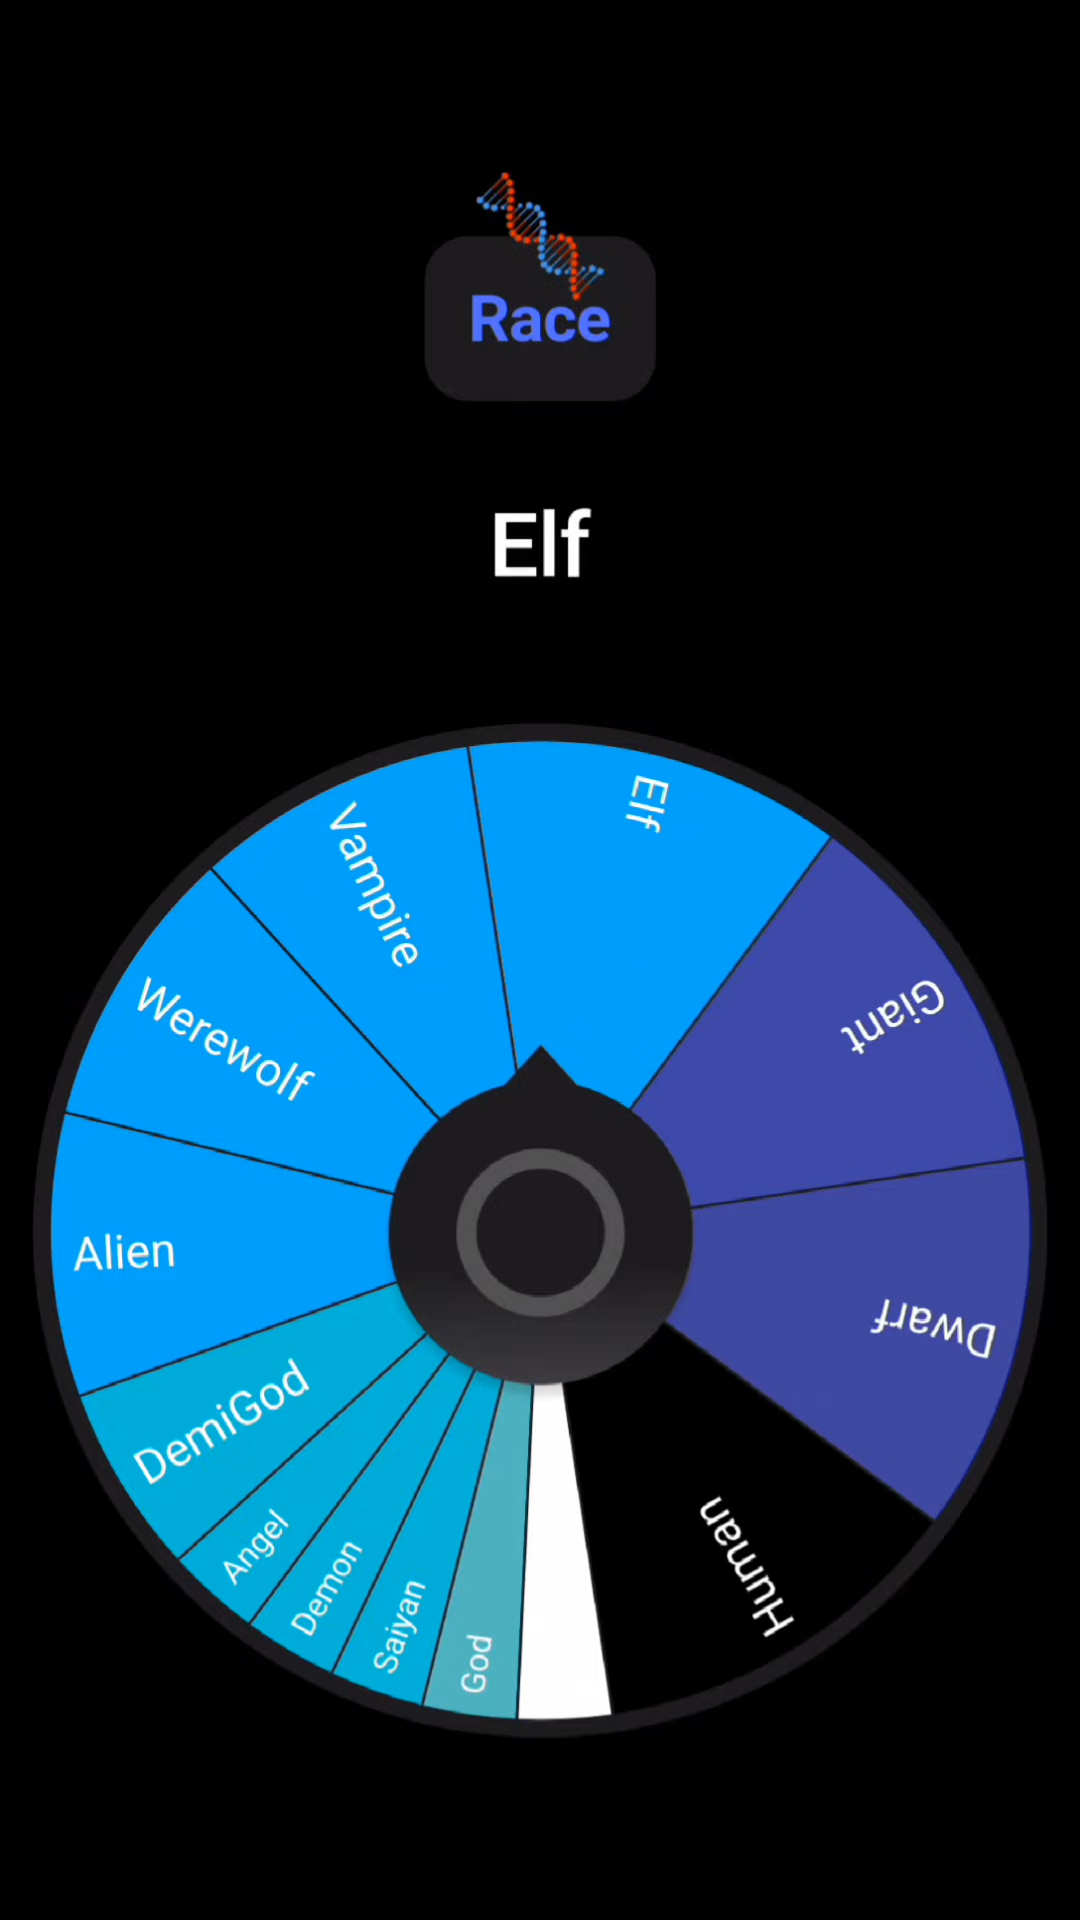 Race
Elf
Elf
Giant
Dwarf
Human
God
Saiyan
Demon
Angel
DemiGod
Alien
Werewolf
Vampire